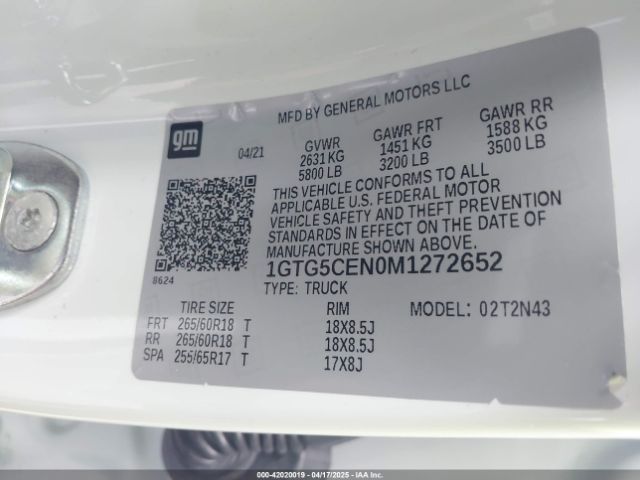 MFD BY GENERAL MOTORS LLC
gm
04/21
GVWR GAWR FRT GAWR RR
2631 KG 1451 KG 1588 KG
5800 LB 3200 LB 3500 LB
THIS VEHICLE CONFORMS TO ALL
APPLICABLE U.S. FEDERAL MOTOR
VEHICLE SAFETY AND THEFT PREVENTION
STANDARDS IN EFFECT ON THE DATE OF
MANUFACTURE SHOWN ABOVE.
8624
1GTG5CEN0M1272652
TYPE: TRUCK
TIRE SIZE RIM MODEL: 02T2N43
FRT 265/60R18 T 18X8.5J
RR 265/60R18 T 18X8.5J
SPA 255/65R17 T 17X8J
000-42020019 - 04/17/2025 - Copyright © IAA, Inc.